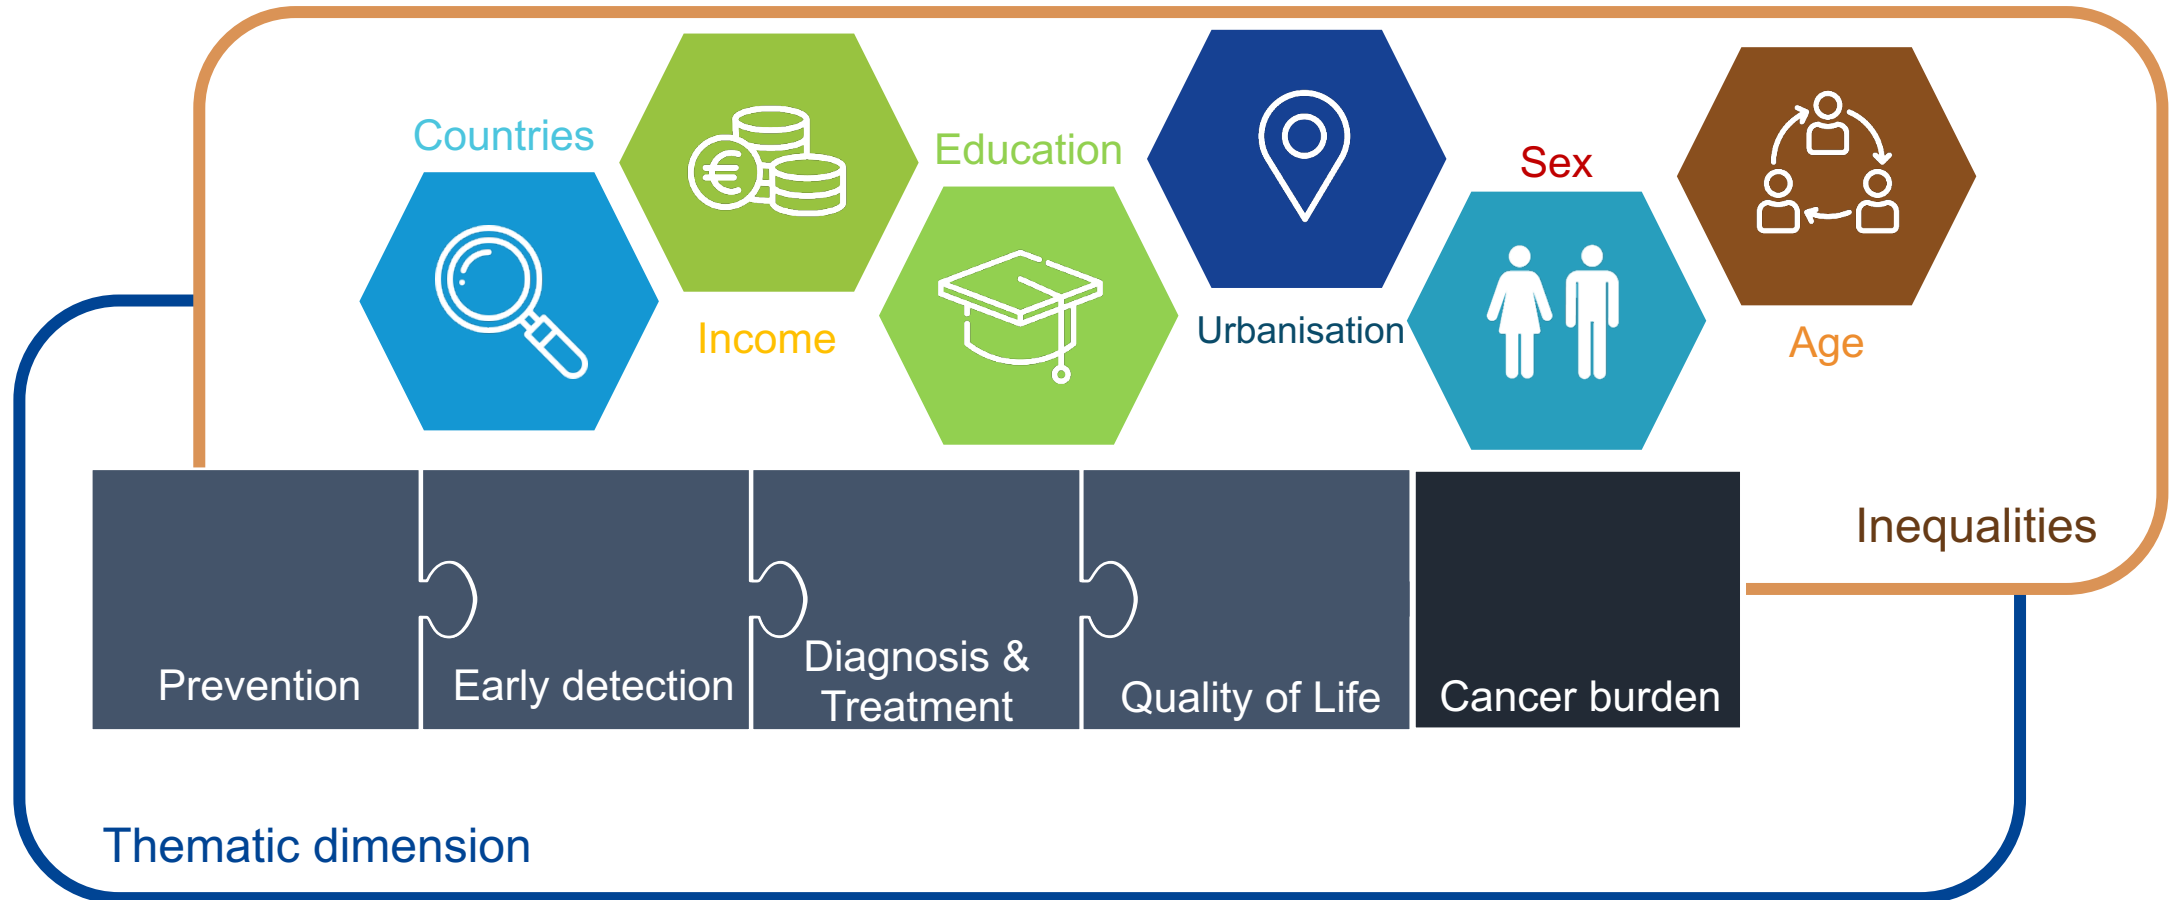 Countries
Income
Education
Urbanisation
Sex
Age
Inequalities
Prevention
Early detection
Diagnosis &
Treatment
Quality of Life
Cancer burden
Thematic dimension